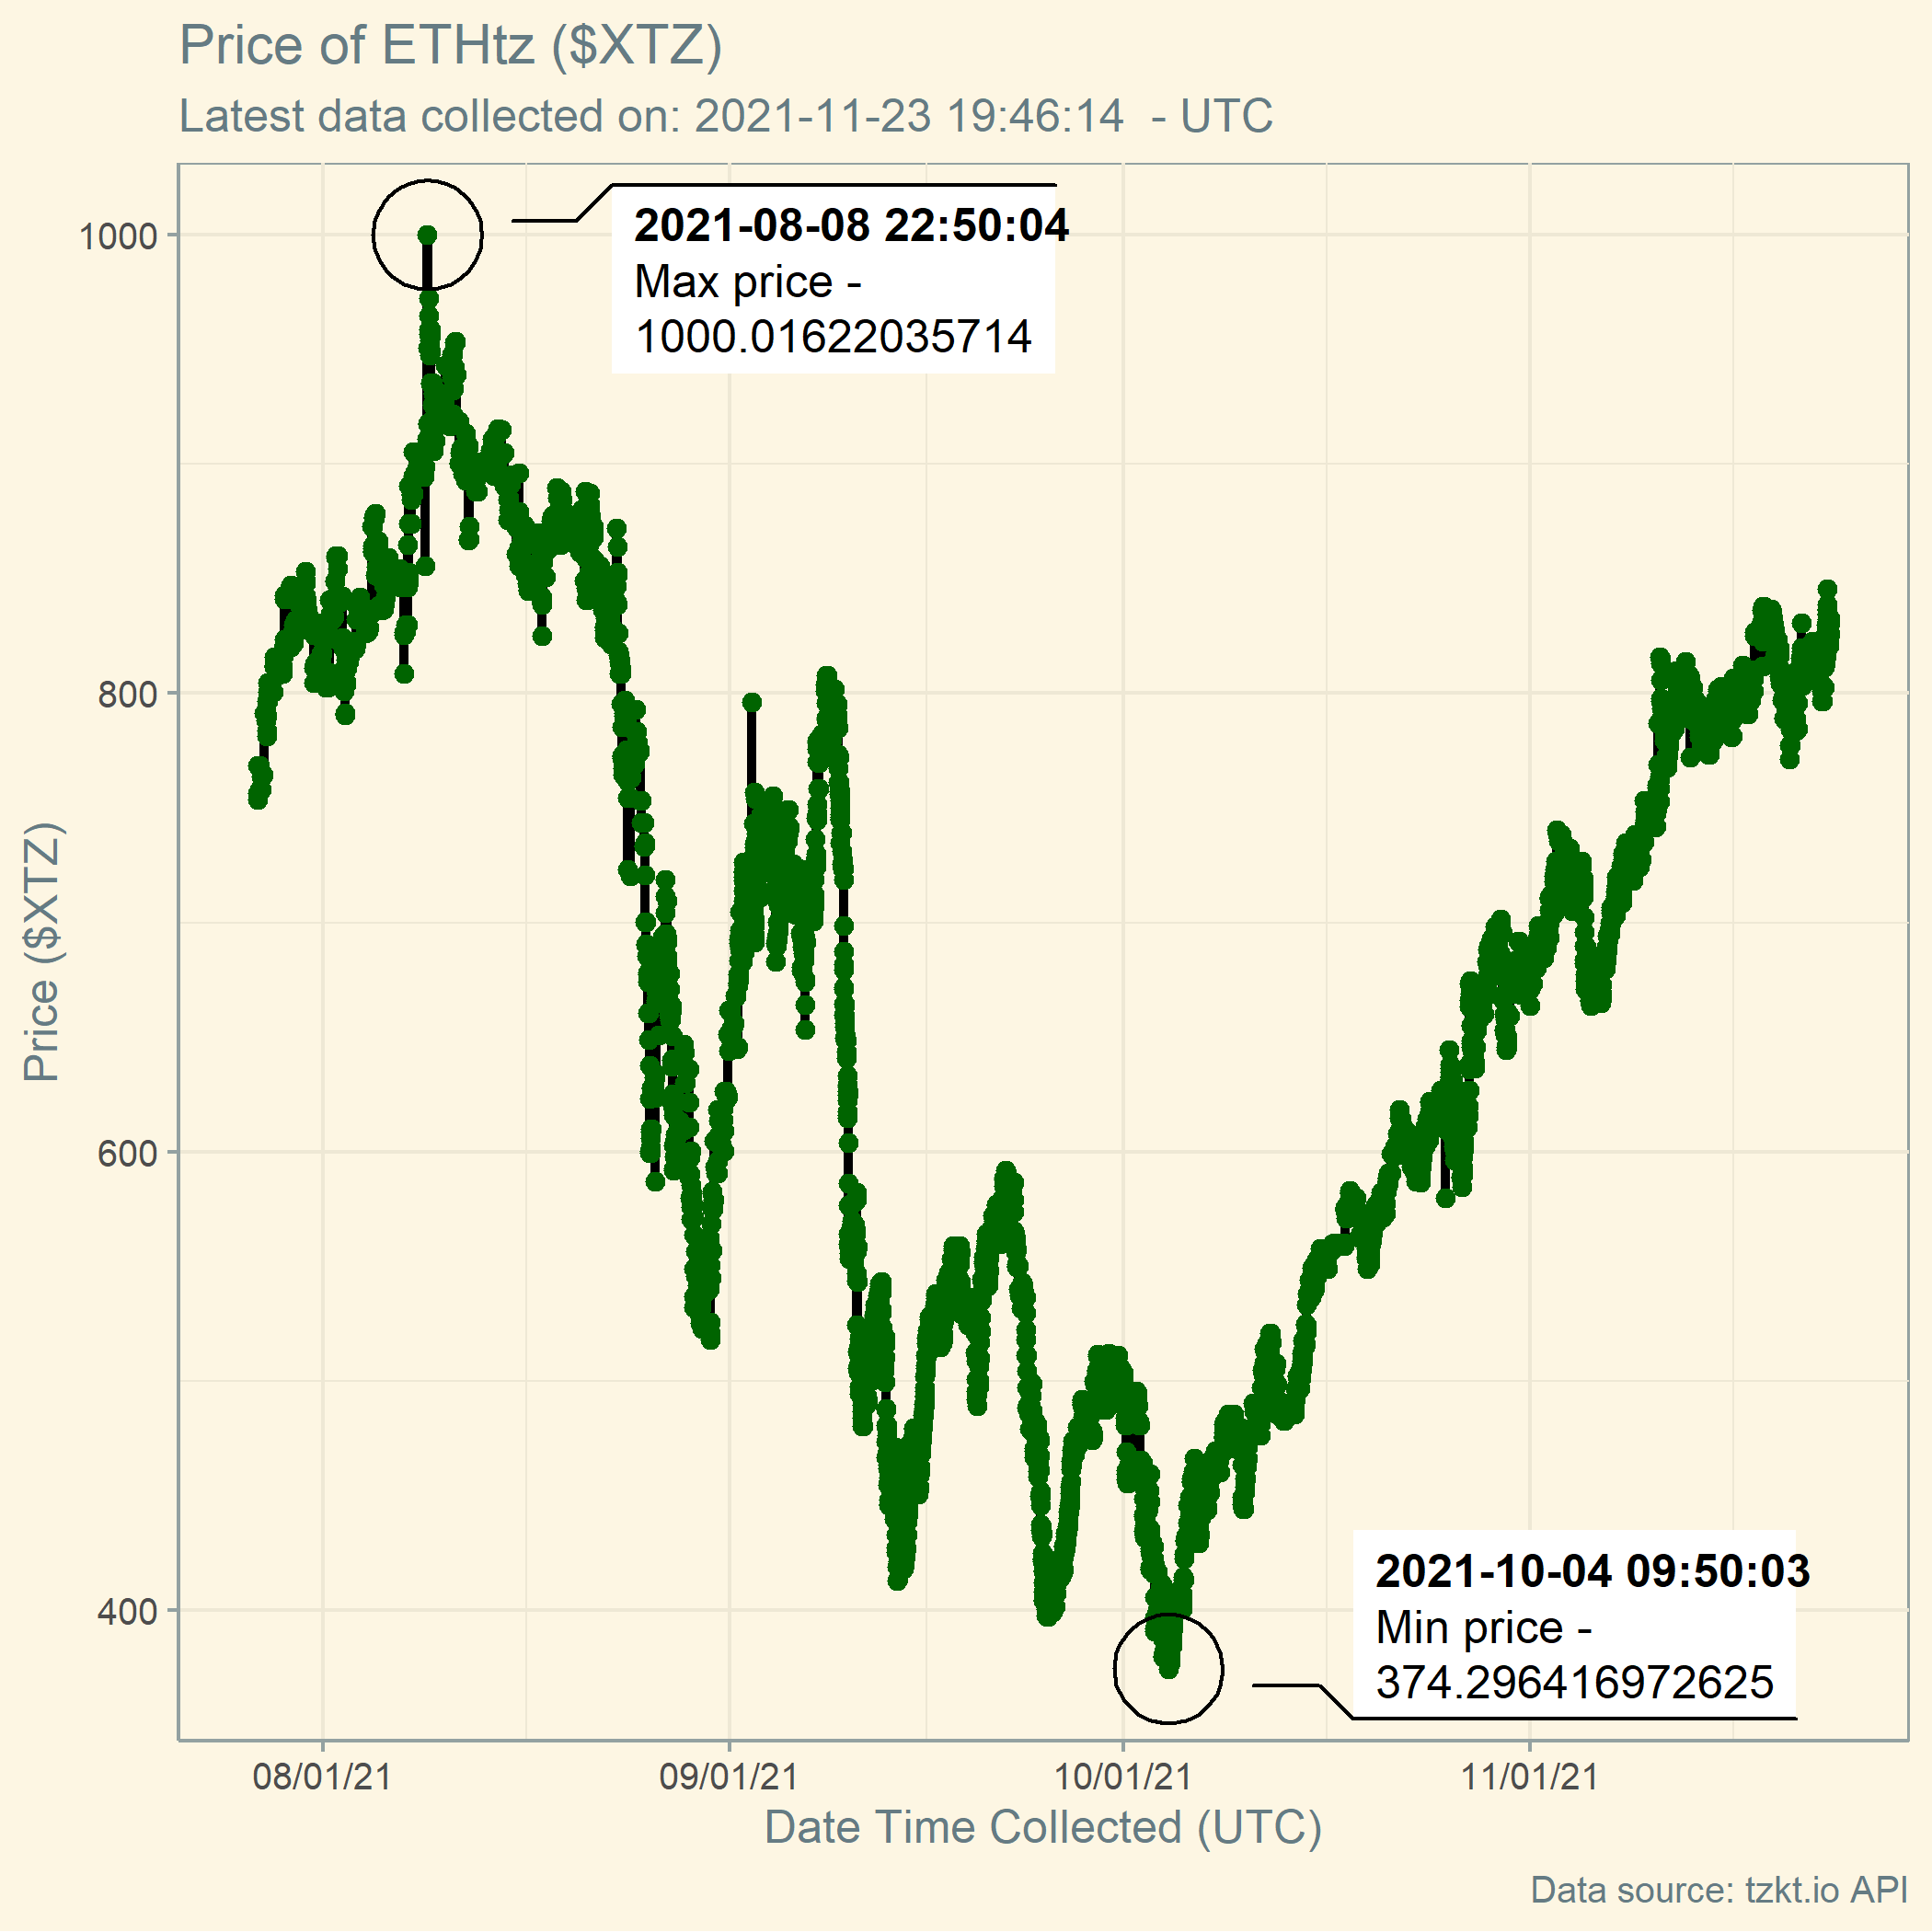 Price of ETHtz ($XTZ)
Latest data collected on: 2021-11-23 19:46:14  - UTC
2021-08-08 22:50:04
Max price -
1000.01622035714
1000
800
600
400
Price ($XTZ)
2021-10-04 09:50:03
Min price -
374.296416972625
08/01/21
09/01/21
10/01/21
11/01/21
Date Time Collected (UTC)
Data source: tzkt.io API